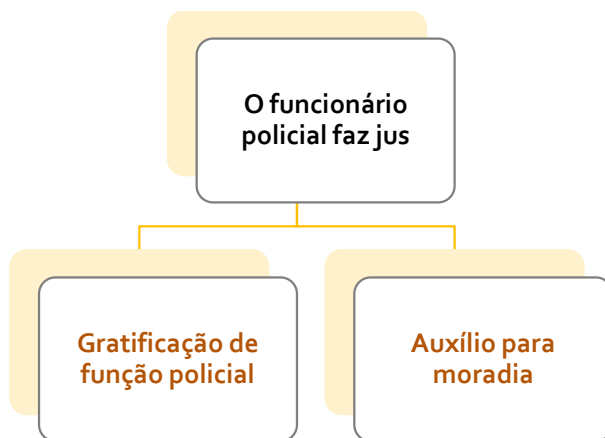 O funcionário
policial faz jus
Gratificação de
função policial
Auxílio para
moradia